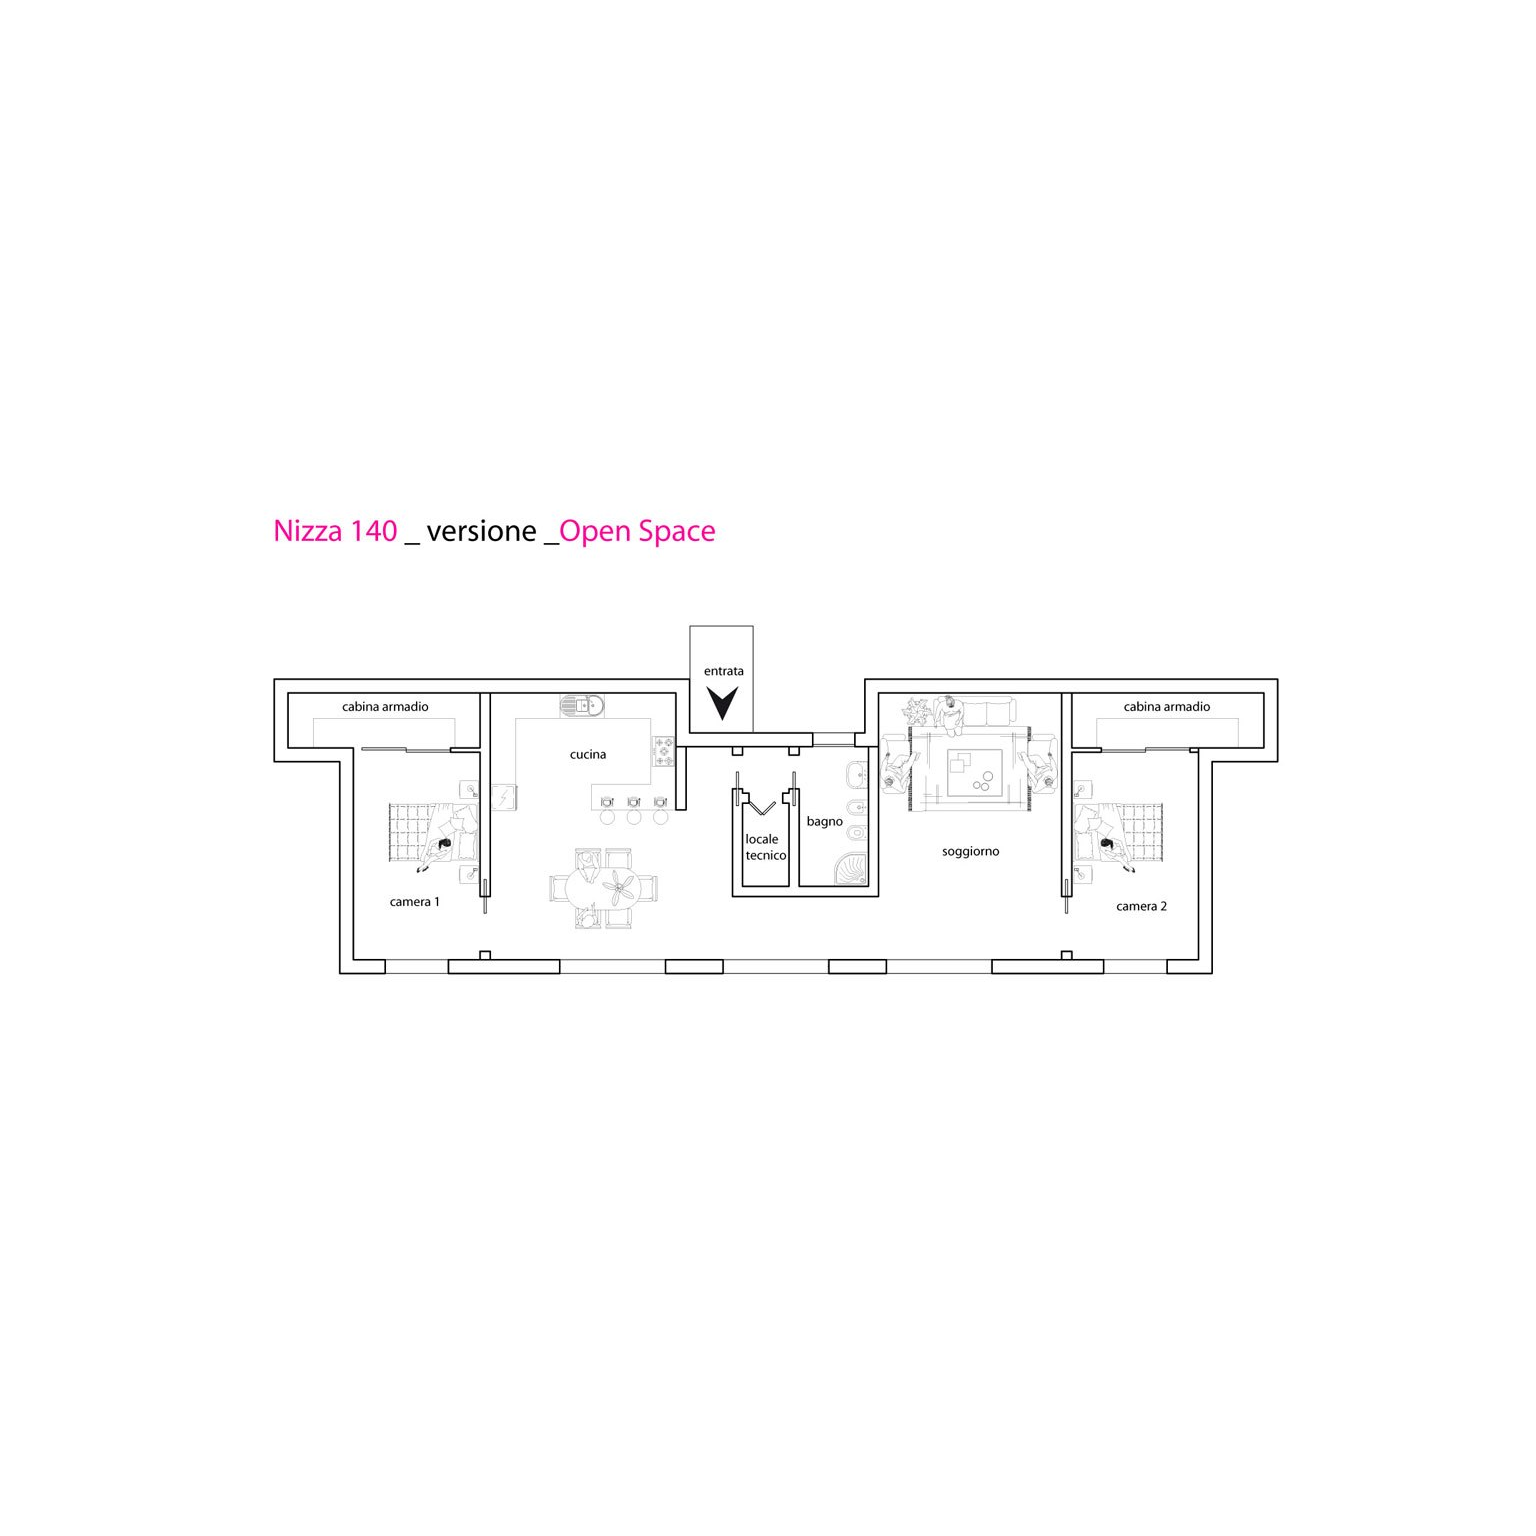 Nizza 140 _ versione _Open Space
entrata
cabina armadio
cabina armadio
cucina
bagno
locale
tecnico
soggiorno
camera 1
camera 2